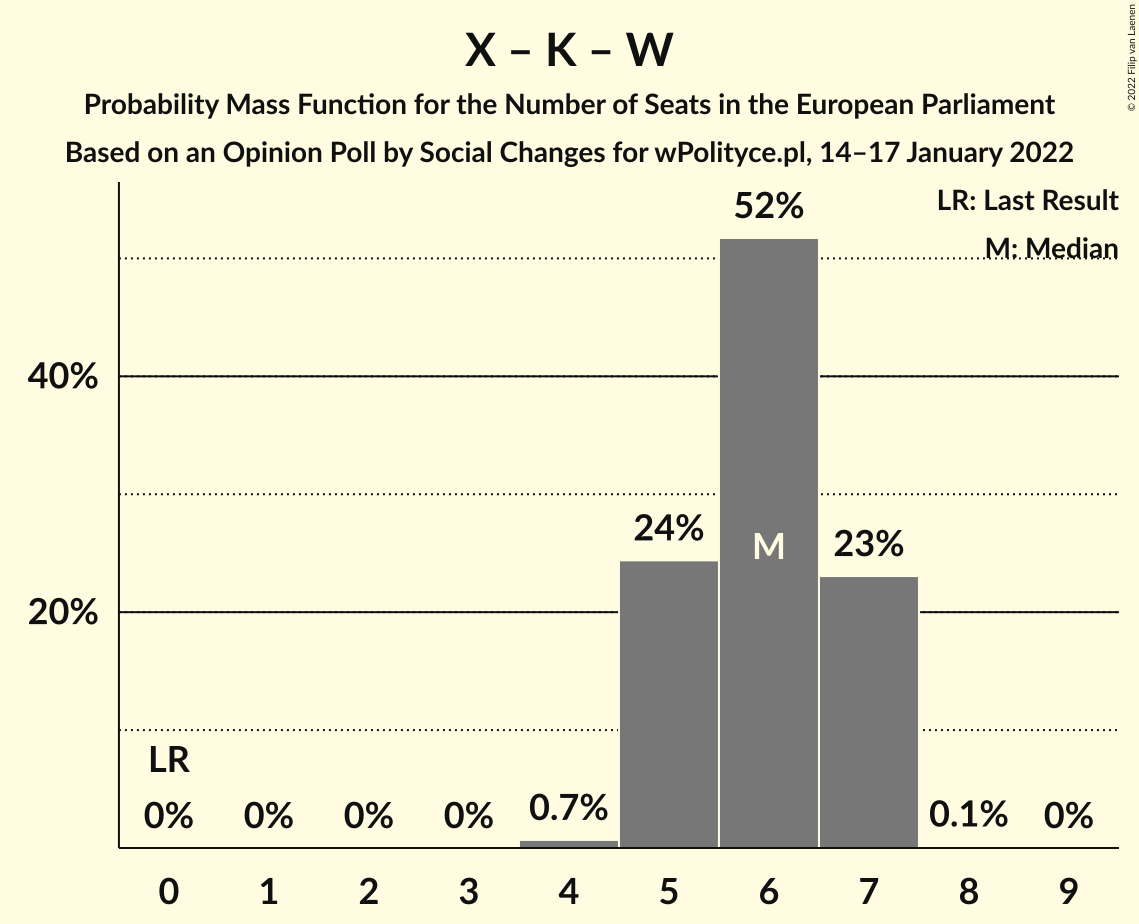 X – K – W
Probability Mass Function for the Number of Seats in the European Parliament
Based on an Opinion Poll by Social Changes for wPolityce.pl, 14–17 January 2022
© 2022 Filip van Laenen
LR: Last Result
M: Median
52%
40%
24%
M
23%
20%
LR
0%
0%
0%
0%
0.7%
0.1%
0%
0 1 2 3 4 5 6 7 8 9